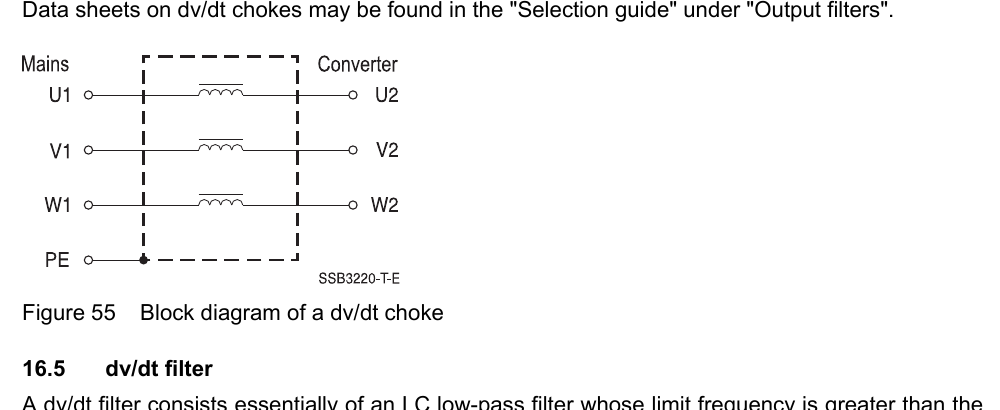 Data sheets on dv/dt chokes may be found in the "Selection guide" under "Output filters".
Mains Converter
U1 U2
V1 V2
W1 W2
PE
SSB3220-T-E
Figure 55 Block diagram of a dv/dt choke
16.5 dv/dt filter
A dv/dt filter consists essentially of an LC low-pass filter whose limit frequency is greater than the